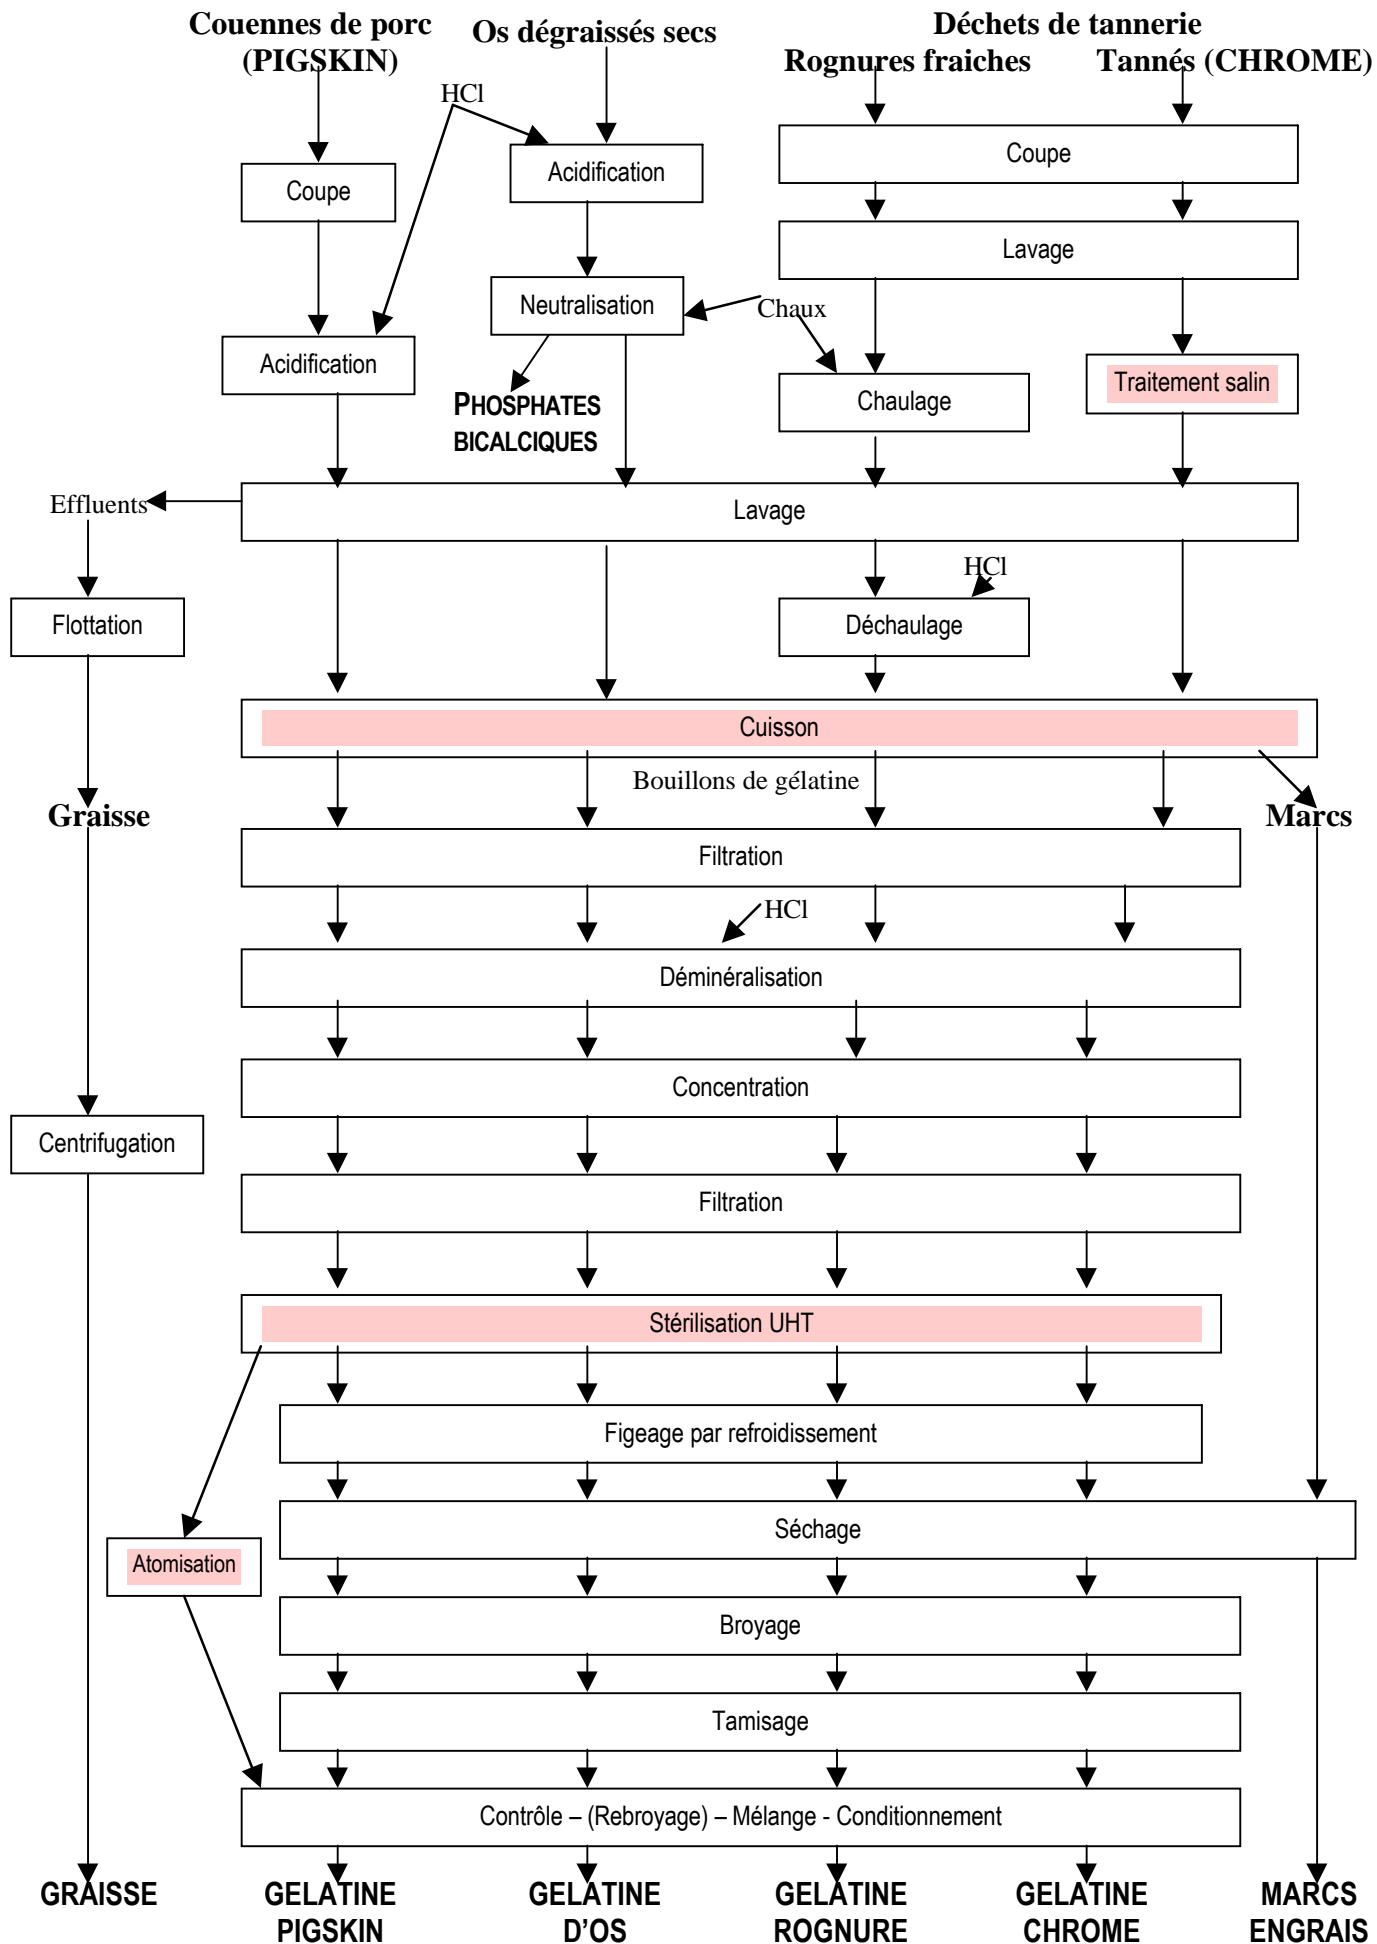 Couennes de porc
(PIGSKIN)
Os dégraissés secs
Déchets de tannerie
Rognures fraiches
Tannés (CHROME)
HCl
Coupe
Acidification
Coupe
Lavage
Neutralisation
Chaux
Acidification
PHOSPHATES
BICALCIQUES
Chaulage
Traitement salin
Effluents
Lavage
HCl
Flottation
Déchaulage
Cuisson
Bouillons de gélatine
Graisse
Marcs
Filtration
HCl
Déminéralisation
Concentration
Centrifugation
Filtration
Stérilisation UHT
Figeage par refroidissement
Séchage
Atomisation
Broyage
Tamisage
Contrôle – (Rebroyage) – Mélange - Conditionnement
GRAISSE
GELATINE
PIGSKIN
GELATINE
D’OS
GELATINE
ROGNURE
GELATINE
CHROME
MARCS
ENGRAIS